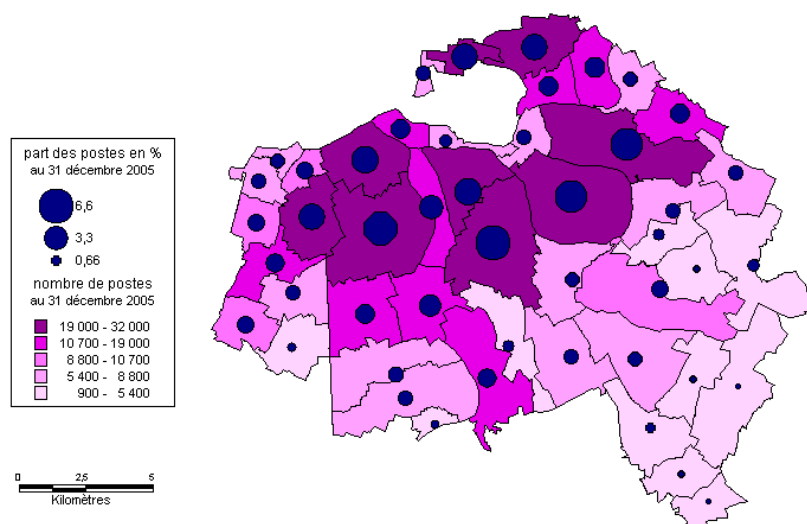 part des postes en %
au 31 décembre 2005
6,6
3,3
0,66
nombre de postes
au 31 décembre 2005
19 000 - 32 000
10 700 - 19 000
8 800 - 10 700
5 400 - 8 800
900 - 5 400
0 2,5 5
Kilomètres